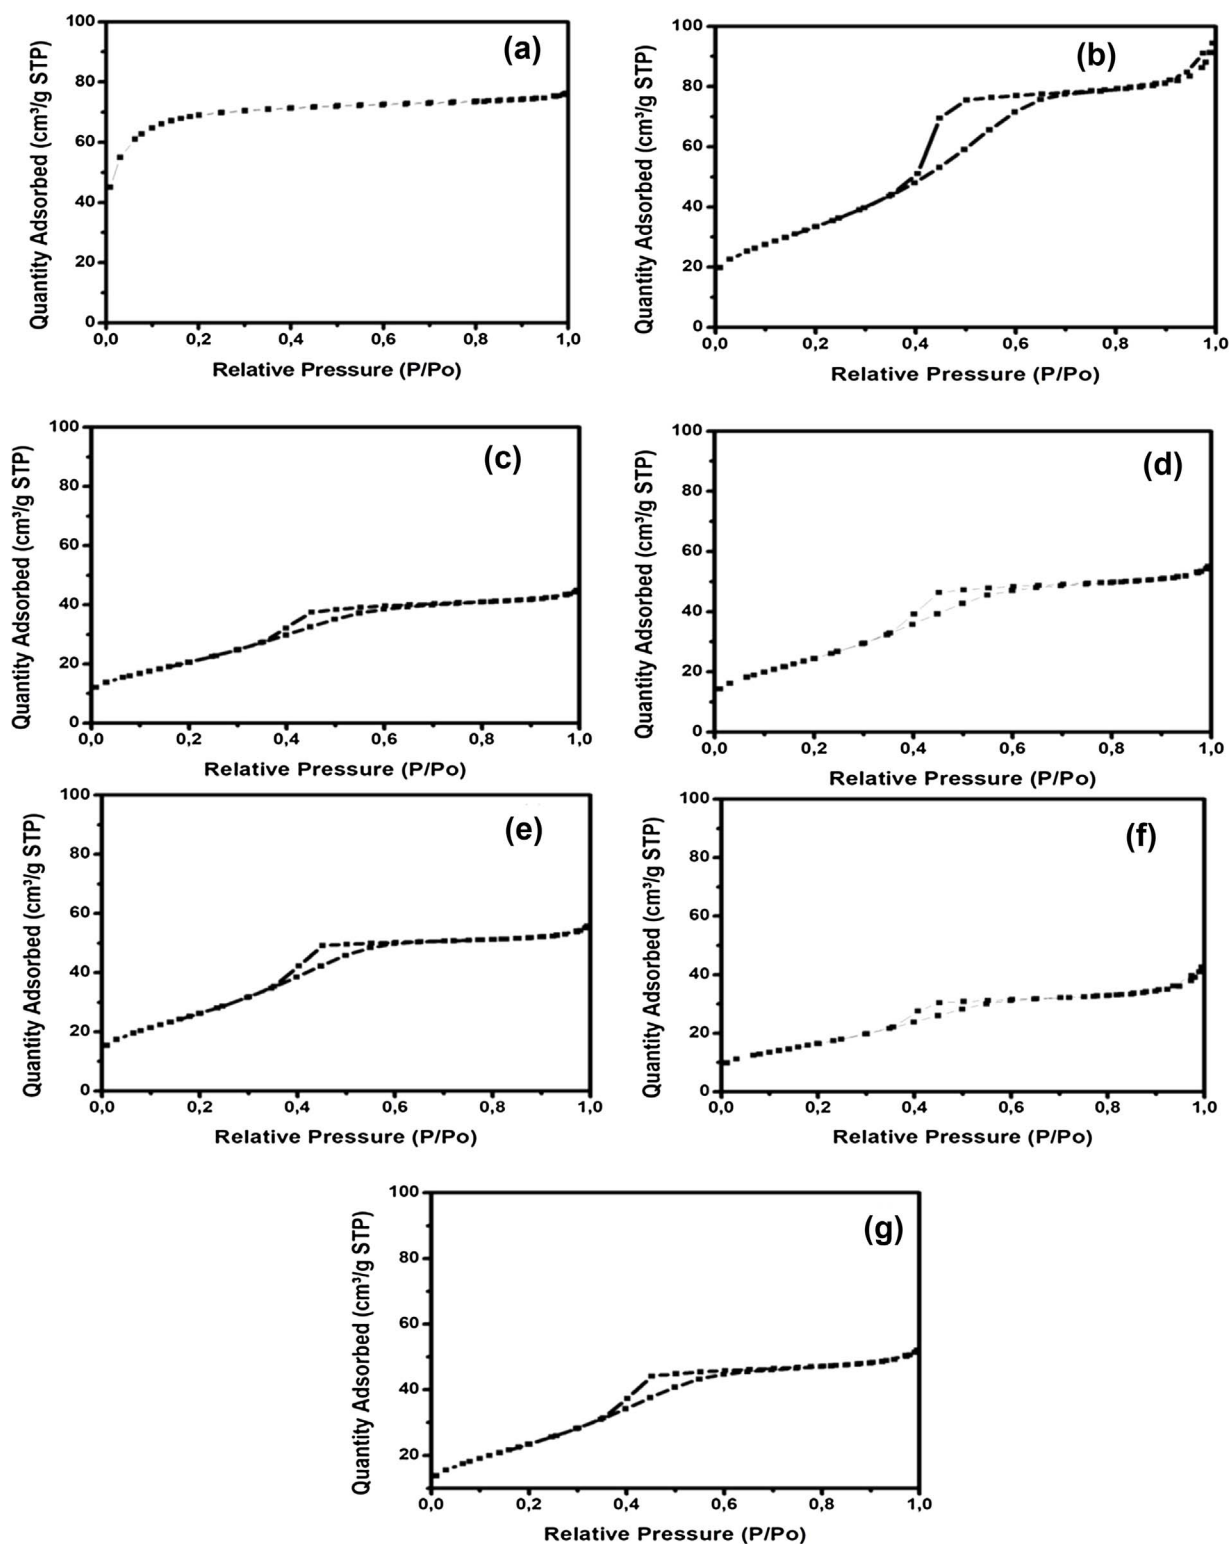 (a)
Quantity Adsorbed (cm³/g STP)
100
80
60
40
20
0
0,0 0,2 0,4 0,6 0,8 1,0
Relative Pressure (P/Po)
(b)
Quantity Adsorbed (cm³/g STP)
100
80
60
40
20
0
0,0 0,2 0,4 0,6 0,8 1,0
Relative Pressure (P/Po)
(c)
Quantity Adsorbed (cm³/g STP)
100
80
60
40
20
0
0,0 0,2 0,4 0,6 0,8 1,0
Relative Pressure (P/Po)
(d)
Quantity Adsorbed (cm³/g STP)
100
80
60
40
20
0
0,0 0,2 0,4 0,6 0,8 1,0
Relative Pressure (P/Po)
(e)
Quantity Adsorbed (cm³/g STP)
100
80
60
40
20
0
0,0 0,2 0,4 0,6 0,8 1,0
Relative Pressure (P/Po)
(f)
Quantity Adsorbed (cm³/g STP)
100
80
60
40
20
0
0,0 0,2 0,4 0,6 0,8 1,0
Relative Pressure (P/Po)
(g)
Quantity Adsorbed (cm³/g STP)
100
80
60
40
20
0,0 0,2 0,4 0,6 0,8 1,0
Relative Pressure (P/Po)